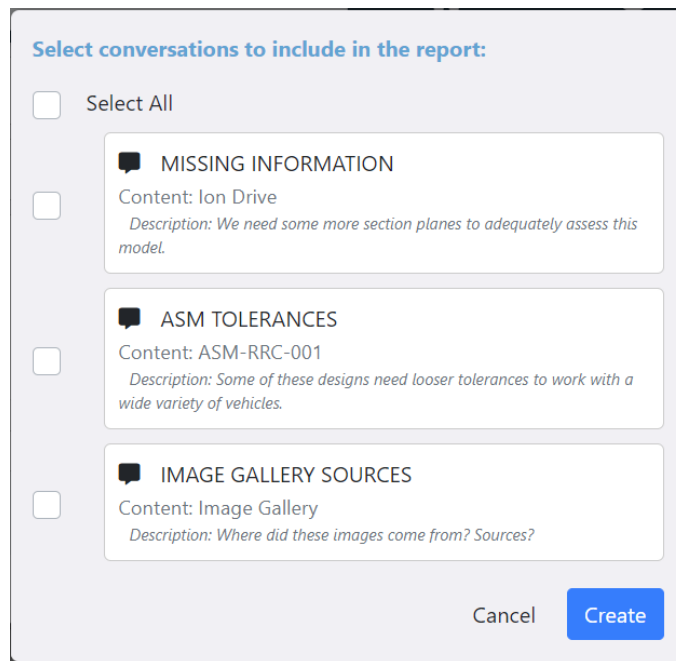 Select conversations to include in the report:
Select All
MISSING INFORMATION
Content: Ion Drive
Description: We need some more section planes to adequately assess this
model.
ASM TOLERANCES
Content: ASM-RRC-001
Description: Some of these designs need looser tolerances to work with a
wide variety of vehicles.
IMAGE GALLERY SOURCES
Content: Image Gallery
Description: Where did these images come from? Sources?
Cancel
Create